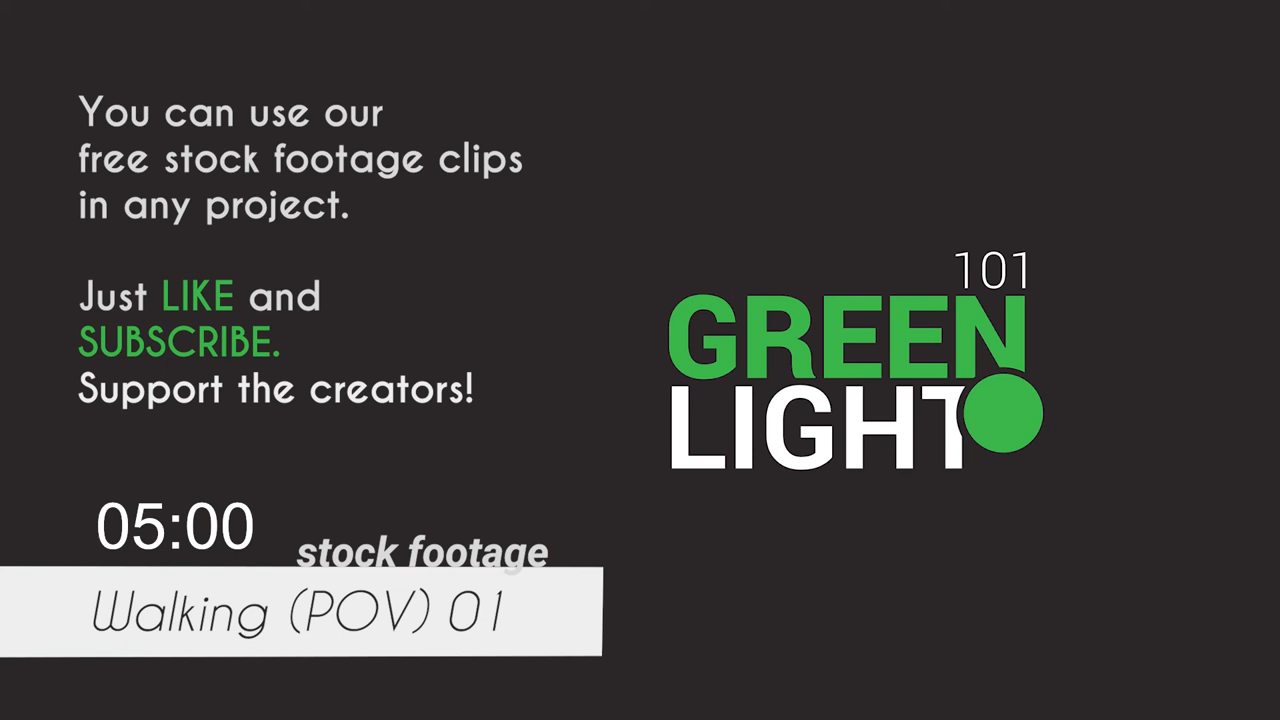 You can use our
free stock footage clips
in any project.
Just LIKE and
SUBSCRIBE.
Support the creators!
101
GREEN
LIGHT
05:00
stock footage
Walking (POV) 01